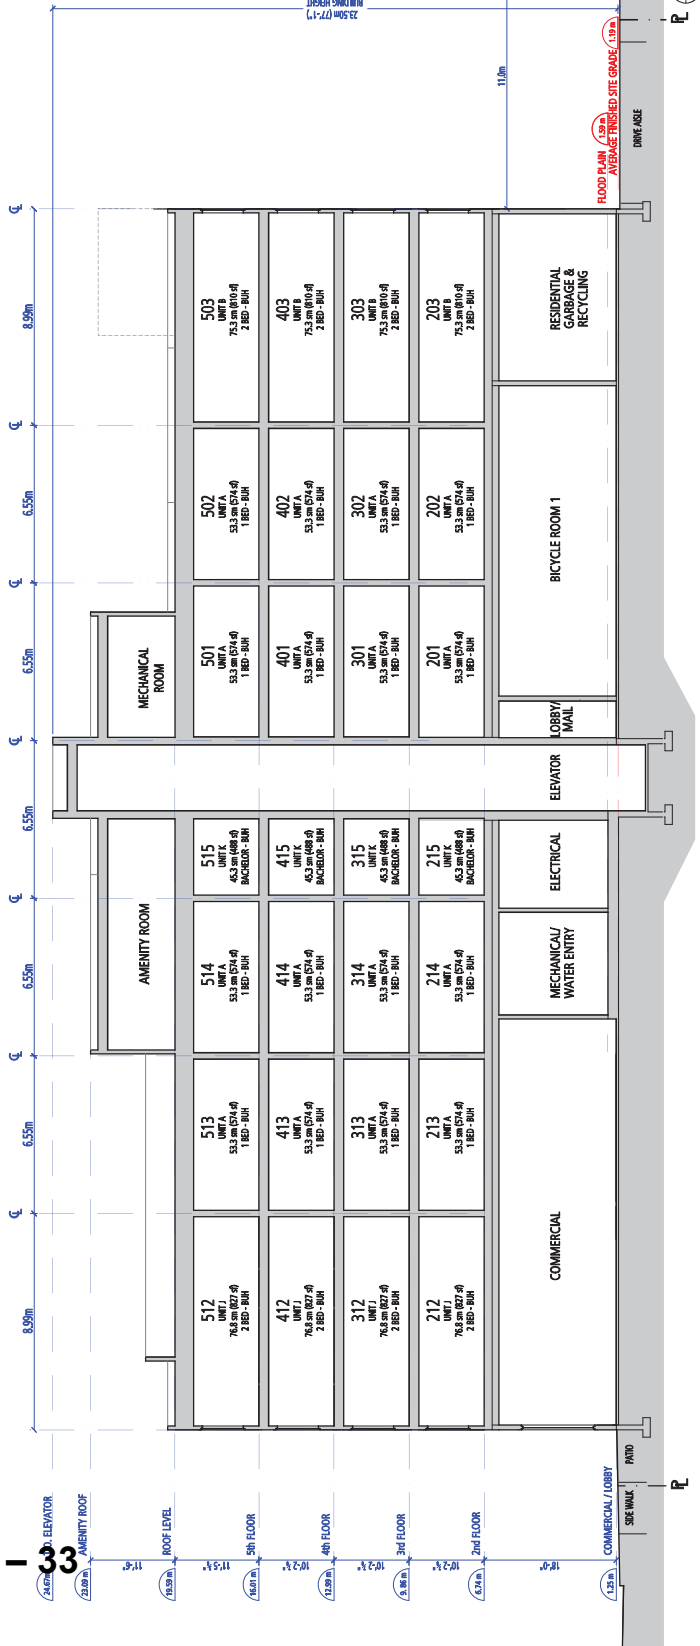 - 33
8.99m
6.55m
6.55m
6.55m
6.55m
6.55m
8.99m
23.50m (77'-1")
BUILDING HEIGHT
11.0m
24.67m
O. ELEVATOR
23.09 m
AMENITY ROOF
11'-6"
19.59 m
ROOF LEVEL
16.01 m
5th FLOOR
12.99 m
4th FLOOR
9.86 m
3rd FLOOR
6.74 m
2nd FLOOR
18'-0"
1.25 m
COMMERCIAL / LOBBY
AMENITY ROOM
MECHANICAL
ROOM
512
UNIT J
76.8 sm (827 sf)
2 BED - BUH
513
UNIT A
53.3 sm (574 sf)
1 BED - BUH
514
UNIT A
53.3 sm (574 sf)
1 BED - BUH
515
UNIT K
45.3 sm (488 sf)
BACHELOR - BUH
501
UNIT A
53.3 sm (574 sf)
1 BED - BUH
502
UNIT A
53.3 sm (574 sf)
1 BED - BUH
503
UNIT B
75.3 sm (810 sf)
2 BED - BUH
412
UNIT J
76.8 sm (827 sf)
2 BED - BUH
413
UNIT A
53.3 sm (574 sf)
1 BED - BUH
414
UNIT A
53.3 sm (574 sf)
1 BED - BUH
415
UNIT K
45.3 sm (488 sf)
BACHELOR - BUH
401
UNIT A
53.3 sm (574 sf)
1 BED - BUH
402
UNIT A
53.3 sm (574 sf)
1 BED - BUH
403
UNIT B
75.3 sm (810 sf)
2 BED - BUH
312
UNIT J
76.8 sm (827 sf)
2 BED - BUH
313
UNIT A
53.3 sm (574 sf)
1 BED - BUH
314
UNIT A
53.3 sm (574 sf)
1 BED - BUH
315
UNIT K
45.3 sm (488 sf)
BACHELOR - BUH
301
UNIT A
53.3 sm (574 sf)
1 BED - BUH
302
UNIT A
53.3 sm (574 sf)
1 BED - BUH
303
UNIT B
75.3 sm (810 sf)
2 BED - BUH
212
UNIT J
76.8 sm (827 sf)
2 BED - BUH
213
UNIT A
53.3 sm (574 sf)
1 BED - BUH
214
UNIT A
53.3 sm (574 sf)
1 BED - BUH
215
UNIT K
45.3 sm (488 sf)
BACHELOR - BUH
201
UNIT A
53.3 sm (574 sf)
1 BED - BUH
202
UNIT A
53.3 sm (574 sf)
1 BED - BUH
203
UNIT B
75.3 sm (810 sf)
2 BED - BUH
COMMERCIAL
MECHANICAL/
WATER ENTRY
ELECTRICAL
ELEVATOR
LOBBY/
MAIL
BICYCLE ROOM 1
RESIDENTIAL
GARBAGE &
RECYCLING
FLOOD PLAIN 1.59 m
AVERAGE FINISHED SITE GRADE 1.19 m
SIDE WALK
PATIO
DRIVE AISLE
PL
PL